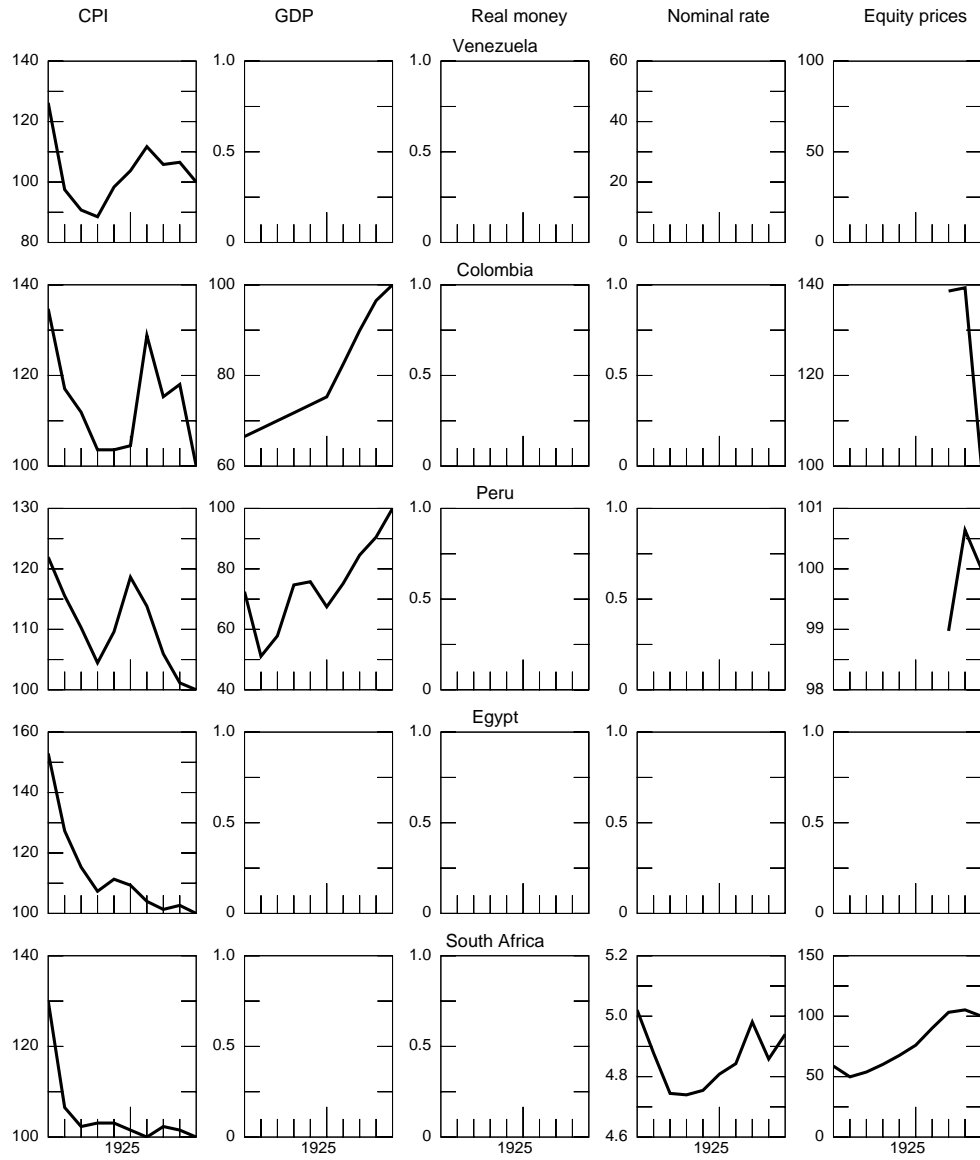 CPI GDP Real money Nominal rate Equity prices
Venezuela
140 1.0 1.0 60 100
120 40
100 0.5 0.5 50
20
80 0 0 0 0
Colombia
140 100 1.0 1.0 140
120 80 0.5 0.5 120
100 60 0 0 100
Peru
130 100 1.0 1.0 101
120 80 100
0.5 0.5
110 60 99
100 40 0 0 98
Egypt
160 1.0 1.0 1.0 1.0
140
0.5 0.5 0.5 0.5
120
100 0 0 0 0
South Africa
140 1.0 1.0 5.2 150
5.0 100
120 0.5 0.5
4.8 50
100 0 0 4.6 0
1925 1925 1925 1925 1925